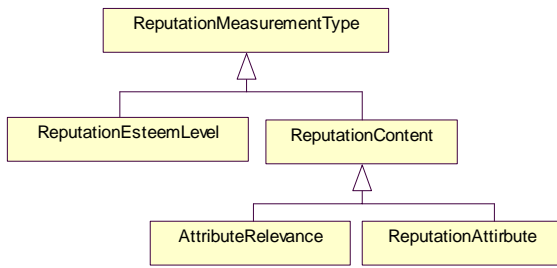 ReputationMeasurementType
ReputationEsteemLevel
ReputationContent
AttributeRelevance
ReputationAttirbute